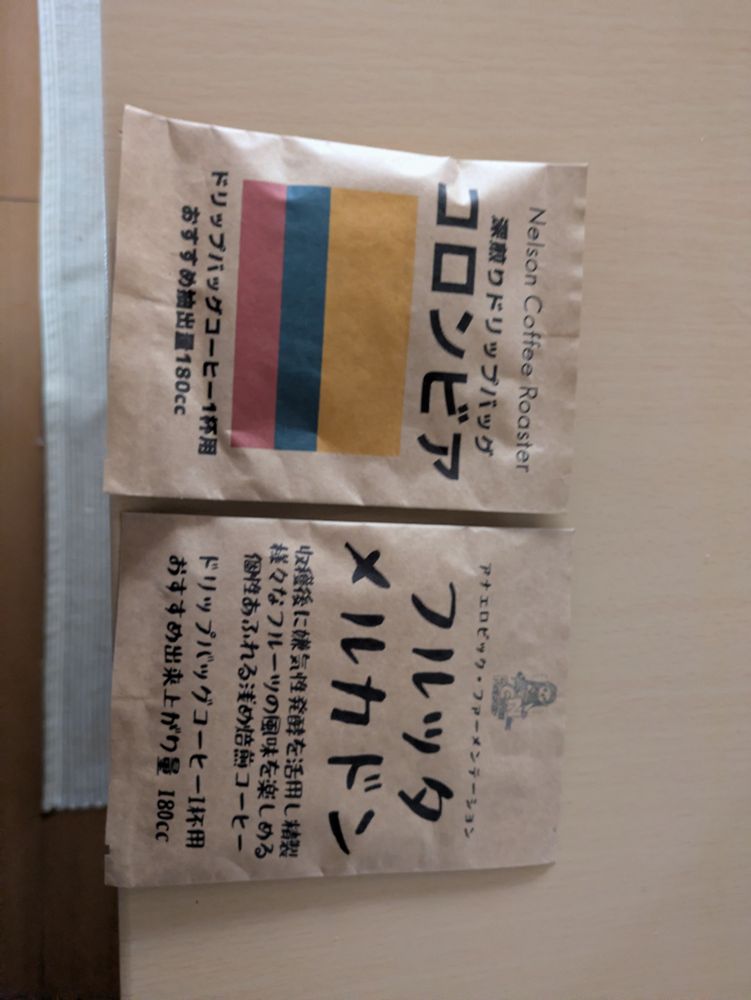 Nelson Coffee Roaster
深煎りドリップバッグ
コロンビア
ドリップバッグコーヒー1杯用
おすすめ抽出量180cc
アナエロビック・ファーメンテーション
フルッタ
メルカドン
収穫後に嫌気性発酵を活用し精製
様々なフルーツの風味を楽しめる
個性あふれる浅め焙煎コーヒー
ドリップバッグコーヒー1杯用
おすすめ出来上がり量 180cc